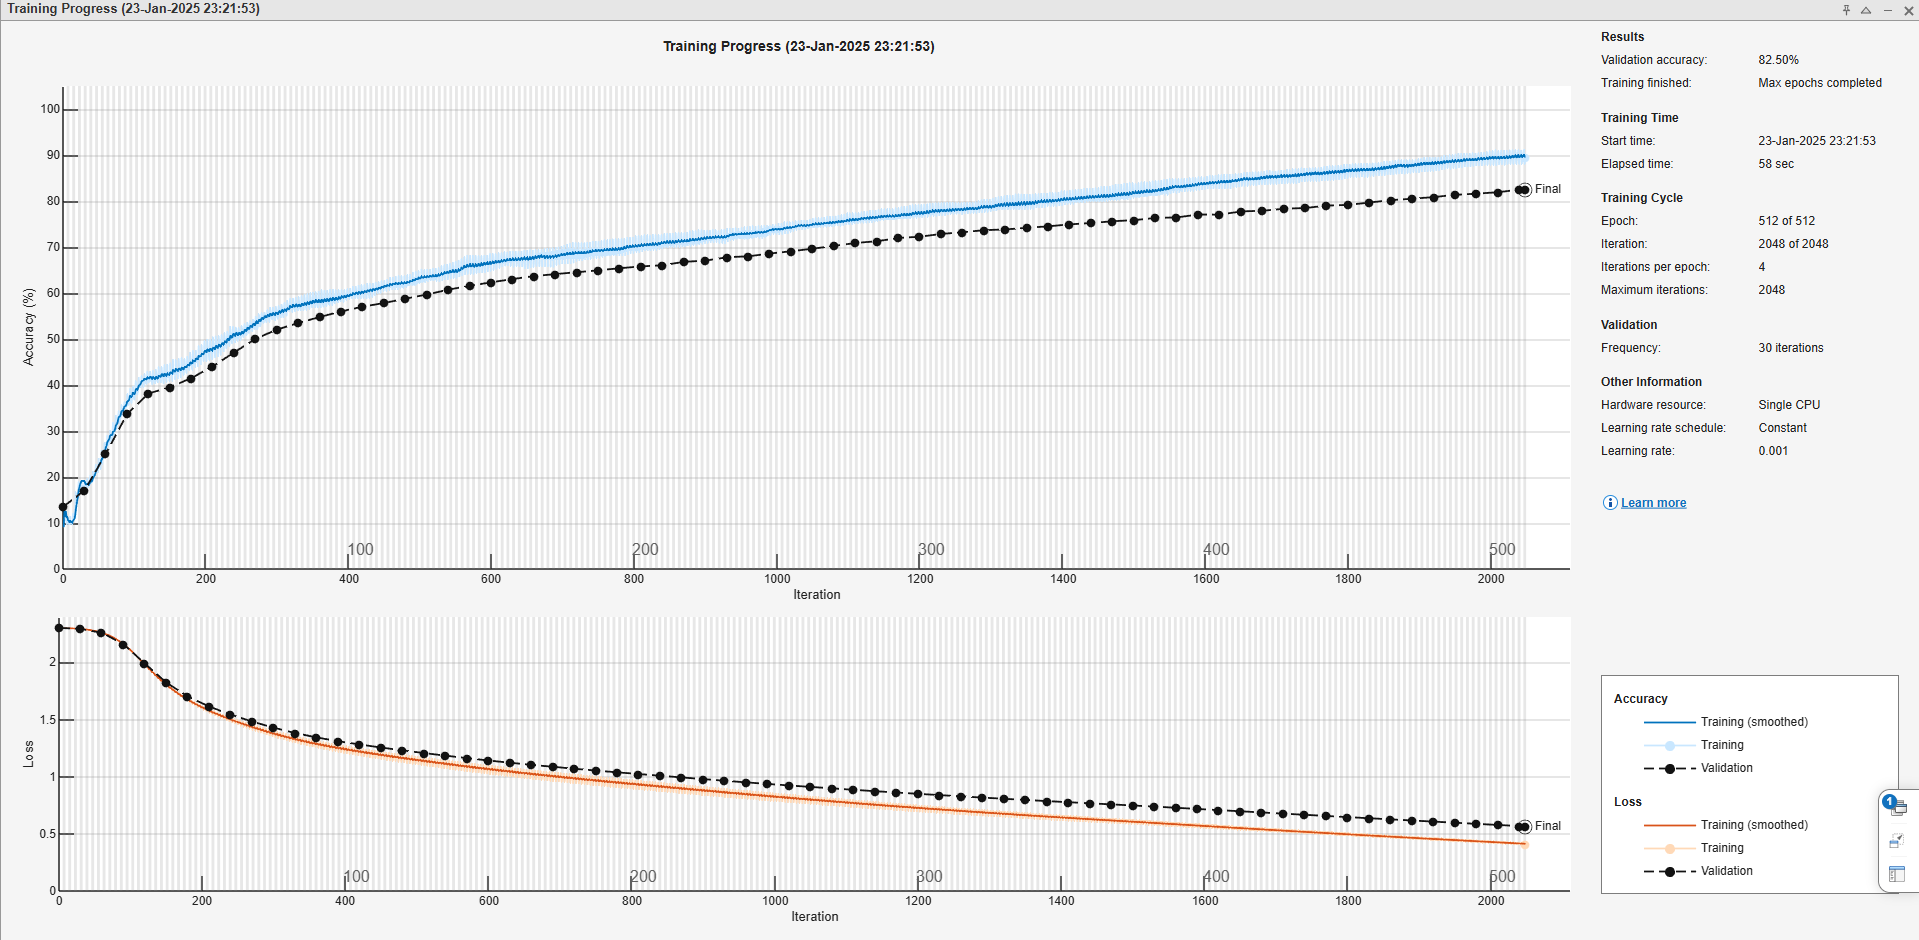 Training Progress (23-Jan-2025 23:21:53)
Training Progress (23-Jan-2025 23:21:53)
Accuracy (%)
100
90
80
70
60
50
40
30
20
10
0
Final
100 200 300 400 500
0 200 400 600 800 1000 1200 1400 1600 1800 2000
Iteration
Loss
2
1.5
1
0.5
0
Final
100 200 300 400 500
0 200 400 600 800 1000 1200 1400 1600 1800 2000
Iteration
Results
Validation accuracy: 82.50%
Training finished: Max epochs completed
Training Time
Start time: 23-Jan-2025 23:21:53
Elapsed time: 58 sec
Training Cycle
Epoch: 512 of 512
Iteration: 2048 of 2048
Iterations per epoch: 4
Maximum iterations: 2048
Validation
Frequency: 30 iterations
Other Information
Hardware resource: Single CPU
Learning rate schedule: Constant
Learning rate: 0.001
Learn more
Accuracy
Training (smoothed)
Training
Validation
Loss
Training (smoothed)
Training
Validation
1